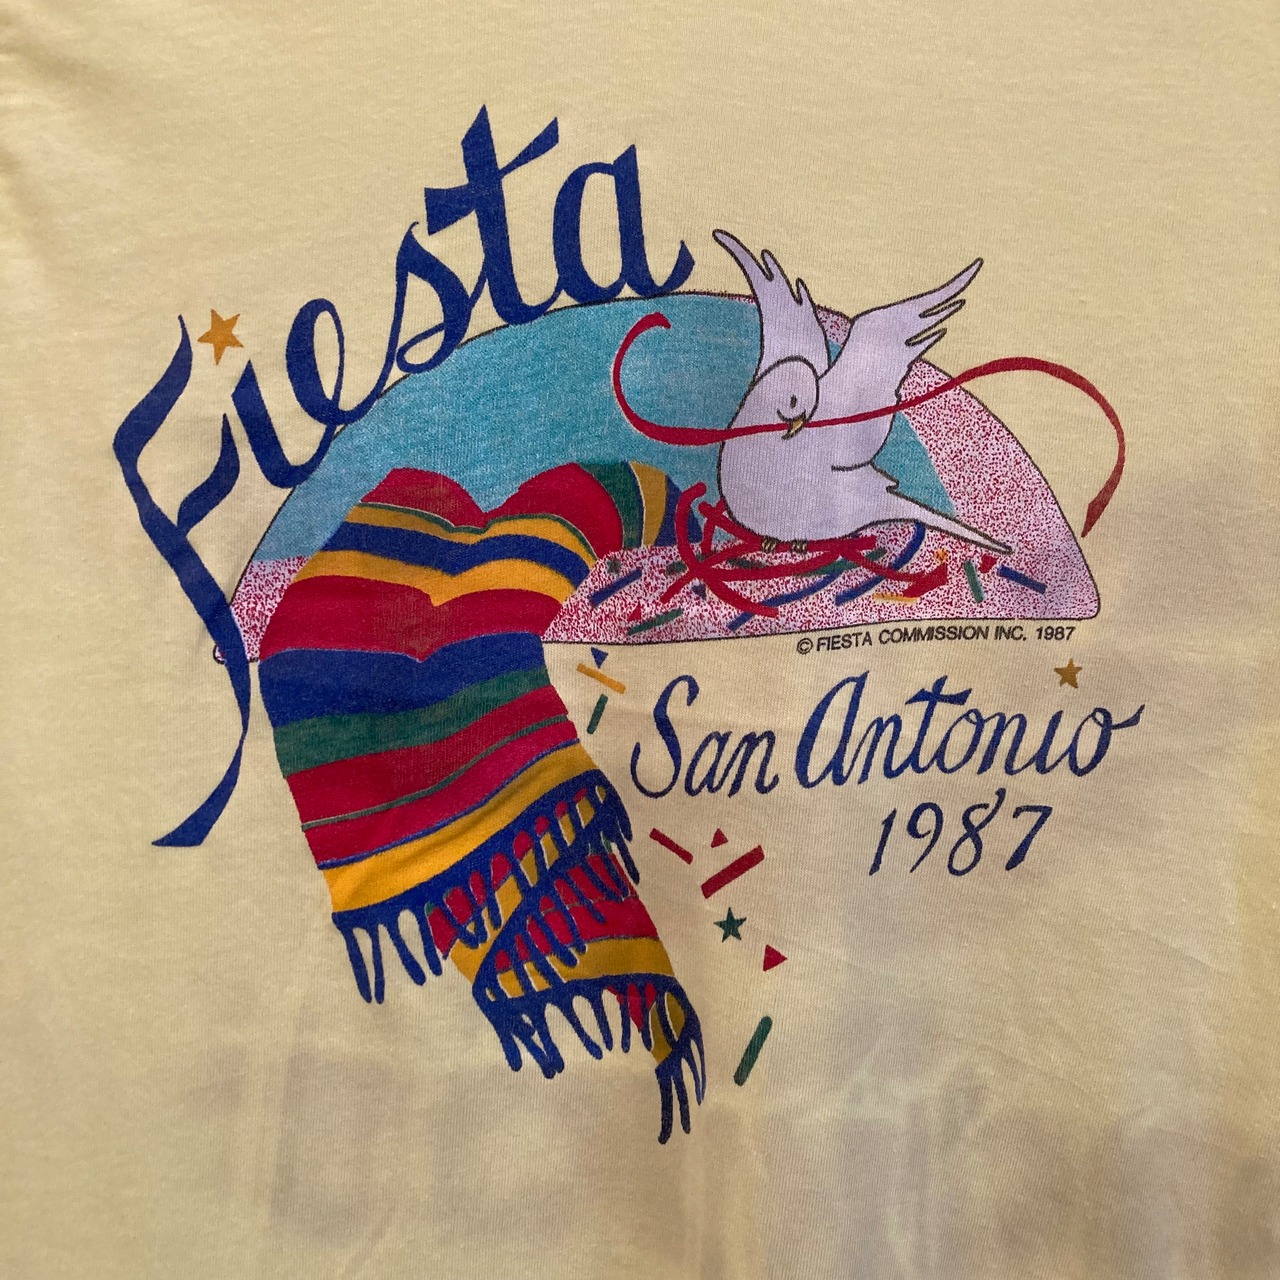 Fiesta
© FIESTA COMMISSION INC. 1987
San Antonio
1987